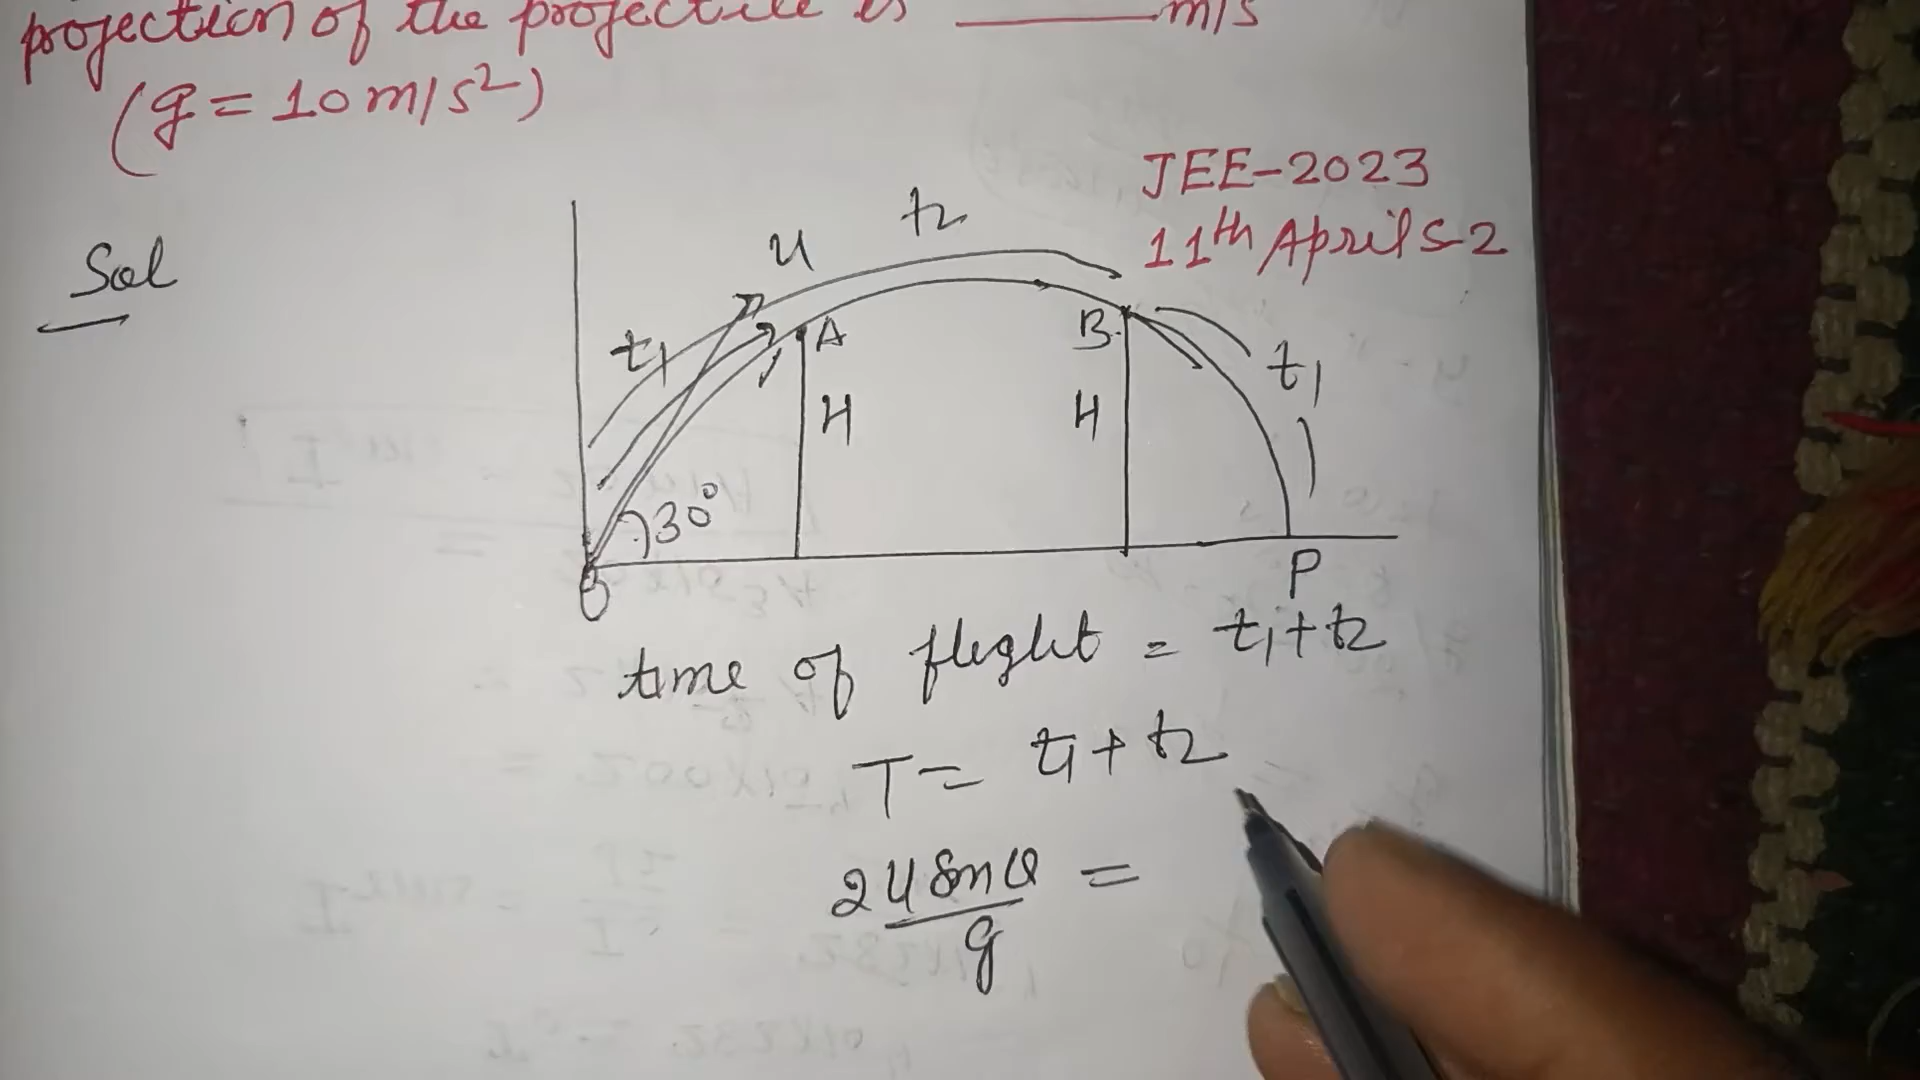 projection of the projectile is ______ m/s
(g = 10 m/s²)
JEE-2023
11th April S-2
Sol
u
t2
t1
A
B
t1
H
H
30°
O
P
time of flight = t1 + t2
T = t1 + t2
2u sinθ / g =